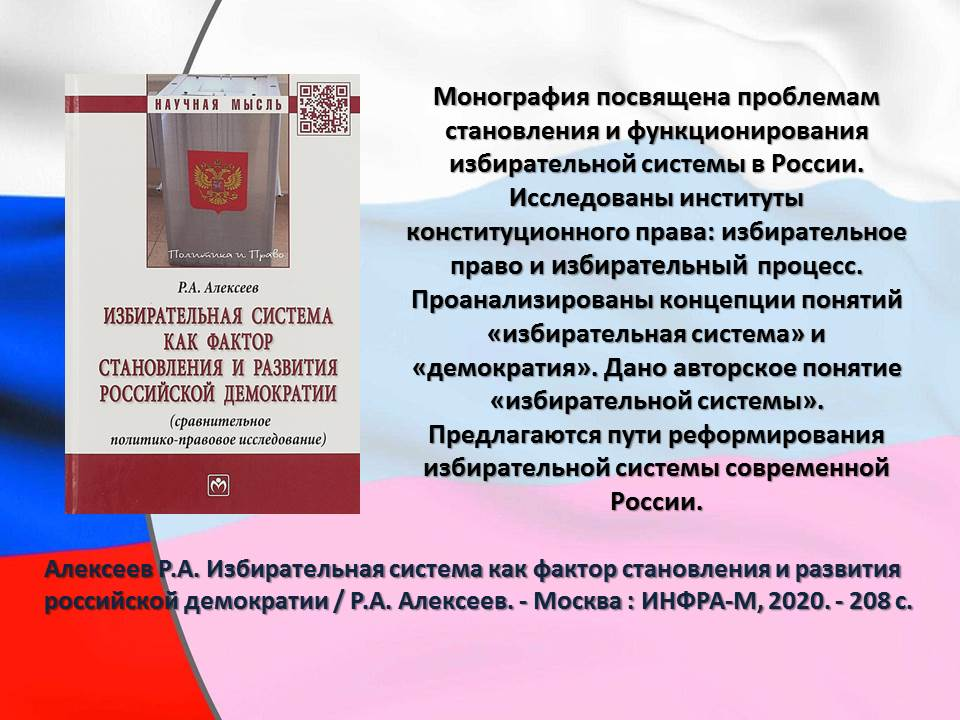 НАУЧНАЯ МЫСЛЬ
Политика и Право
Р.А. Алексеев
ИЗБИРАТЕЛЬНАЯ СИСТЕМА
КАК ФАКТОР
СТАНОВЛЕНИЯ И РАЗВИТИЯ
РОССИЙСКОЙ ДЕМОКРАТИИ
(сравнительное
политико-правовое исследование)
Монография посвящена проблемам
становления и функционирования
избирательной системы в России.
Исследованы институты
конституционного права: избирательное
право и избирательный процесс.
Проанализированы концепции понятий
«избирательная система» и
«демократия». Дано авторское понятие
«избирательной системы».
Предлагаются пути реформирования
избирательной системы современной
России.
Алексеев Р.А. Избирательная система как фактор становления и развития
российской демократии / Р.А. Алексеев. - Москва : ИНФРА-М, 2020. - 208 с.